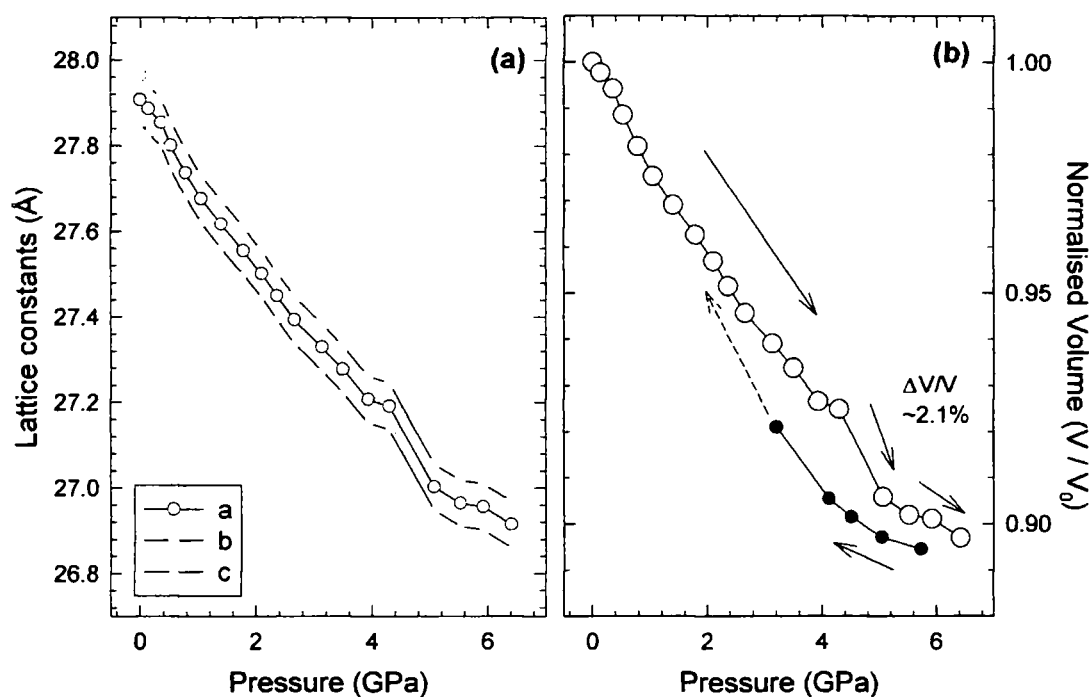 (a)
28.0
27.8
27.6
27.4
27.2
27.0
26.8
Lattice constants (Å)
a
b
c
0
2
4
6
Pressure (GPa)
(b)
1.00
0.95
0.90
Normalised Volume (V / V₀)
ΔV/V
~2.1%
0
2
4
6
Pressure (GPa)